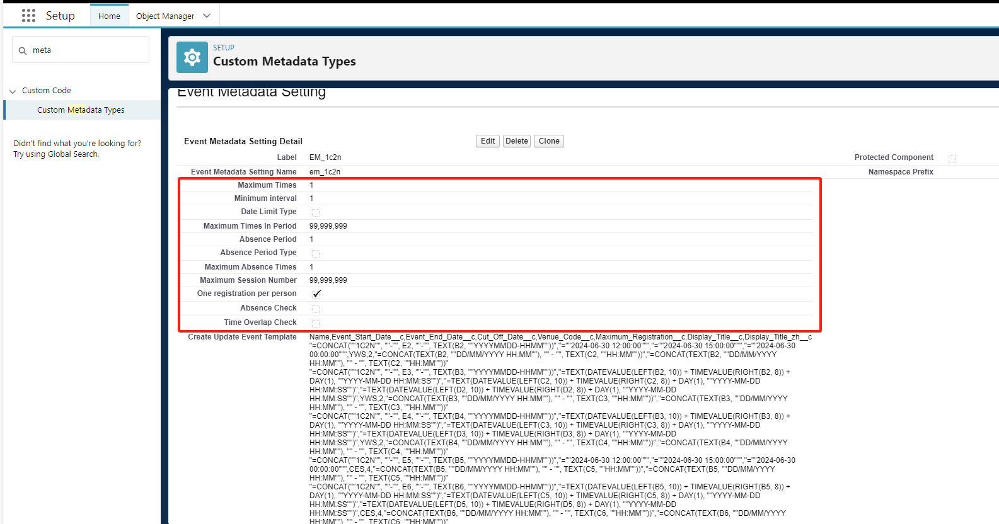 Setup
Home
Object Manager
meta
Custom Code
Custom Metadata Types
Didn't find what you're looking for?
Try using Global Search.
SETUP
Custom Metadata Types
Event Metadata Setting
Event Metadata Setting Detail
Edit
Delete
Clone
Label EM_1c2n
Protected Component
Event Metadata Setting Name em_1c2n
Namespace Prefix
Maximum Times 1
Minimum interval 1
Date Limit Type
Maximum Times In Period 99,999,999
Absence Period 1
Absence Period Type
Maximum Absence Times 1
Maximum Session Number 99,999,999
One registration per person ✓
Absence Check
Time Overlap Check
Create Update Event Template Name,Event_Start_Date__c,Event_End_Date__c,Cut_Off_Date__c,Venue_Code__c,Maximum_Registration__c,Display_Title__c,Display_Title_zh__c
"=CONCAT(""1C2N"", ""-"", E2, ""-"", TEXT(B2, ""YYYYMMDD-HHMM""))","=""2024-06-30 12:00:00""","=""2024-06-30 15:00:00""","=""2024-06-30
00:00:00""",YWS,2,"=CONCAT(TEXT(B2, ""DD/MM/YYYY HH:MM""), "" - "", TEXT(C2, ""HH:MM""))","=CONCAT(TEXT(B2, ""DD/MM/YYYY
HH:MM""), "" - "", TEXT(C2, ""HH:MM""))"
"=CONCAT(""1C2N"", ""-"", E3, ""-"", TEXT(B3, ""YYYYMMDD-HHMM""))","=TEXT(DATEVALUE(LEFT(B2, 10)) + TIMEVALUE(RIGHT(B2, 8)) +
DAY(1), ""YYYY-MM-DD HH:MM:SS"")","=TEXT(DATEVALUE(LEFT(C2, 10)) + TIMEVALUE(RIGHT(C2, 8)) + DAY(1), ""YYYY-MM-DD
HH:MM:SS"")","=TEXT(DATEVALUE(LEFT(D2, 10)) + TIMEVALUE(RIGHT(D2, 8)) + DAY(1), ""YYYY-MM-DD
HH:MM:SS"")",YWS,2,"=CONCAT(TEXT(B3, ""DD/MM/YYYY HH:MM""), "" - "", TEXT(C3, ""HH:MM""))","=CONCAT(TEXT(B3, ""DD/MM/YYYY
HH:MM""), "" - "", TEXT(C3, ""HH:MM""))"
"=CONCAT(""1C2N"", ""-"", E4, ""-"", TEXT(B4, ""YYYYMMDD-HHMM""))","=TEXT(DATEVALUE(LEFT(B3, 10)) + TIMEVALUE(RIGHT(B3, 8)) +
DAY(1), ""YYYY-MM-DD HH:MM:SS"")","=TEXT(DATEVALUE(LEFT(C3, 10)) + TIMEVALUE(RIGHT(C3, 8)) + DAY(1), ""YYYY-MM-DD
HH:MM:SS"")","=TEXT(DATEVALUE(LEFT(D3, 10)) + TIMEVALUE(RIGHT(D3, 8)) + DAY(1), ""YYYY-MM-DD
HH:MM:SS"")",YWS,2,"=CONCAT(TEXT(B4, ""DD/MM/YYYY HH:MM""), "" - "", TEXT(C4, ""HH:MM""))","=CONCAT(TEXT(B4, ""DD/MM/YYYY
HH:MM""), "" - "", TEXT(C4, ""HH:MM""))"
"=CONCAT(""1C2N"", ""-"", E5, ""-"", TEXT(B5, ""YYYYMMDD-HHMM""))","=""2024-06-30 12:00:00""","=""2024-06-30 15:00:00""","=""2024-06-30
00:00:00""",CES,4,"=CONCAT(TEXT(B5, ""DD/MM/YYYY HH:MM""), "" - "", TEXT(C5, ""HH:MM""))","=CONCAT(TEXT(B5, ""DD/MM/YYYY
HH:MM""), "" - "", TEXT(C5, ""HH:MM""))"
"=CONCAT(""1C2N"", ""-"", E6, ""-"", TEXT(B6, ""YYYYMMDD-HHMM""))","=TEXT(DATEVALUE(LEFT(B5, 10)) + TIMEVALUE(RIGHT(B5, 8)) +
DAY(1), ""YYYY-MM-DD HH:MM:SS"")","=TEXT(DATEVALUE(LEFT(C5, 10)) + TIMEVALUE(RIGHT(C5, 8)) + DAY(1), ""YYYY-MM-DD
HH:MM:SS"")","=TEXT(DATEVALUE(LEFT(D5, 10)) + TIMEVALUE(RIGHT(D5, 8)) + DAY(1), ""YYYY-MM-DD
HH:MM:SS"")",CES,4,"=CONCAT(TEXT(B6, ""DD/MM/YYYY HH:MM""), "" - "", TEXT(C6, ""HH:MM""))","=CONCAT(TEXT(B6, ""DD/MM/YYYY
HH:MM""), "" - "", TEXT(C6, ""HH:MM""))"